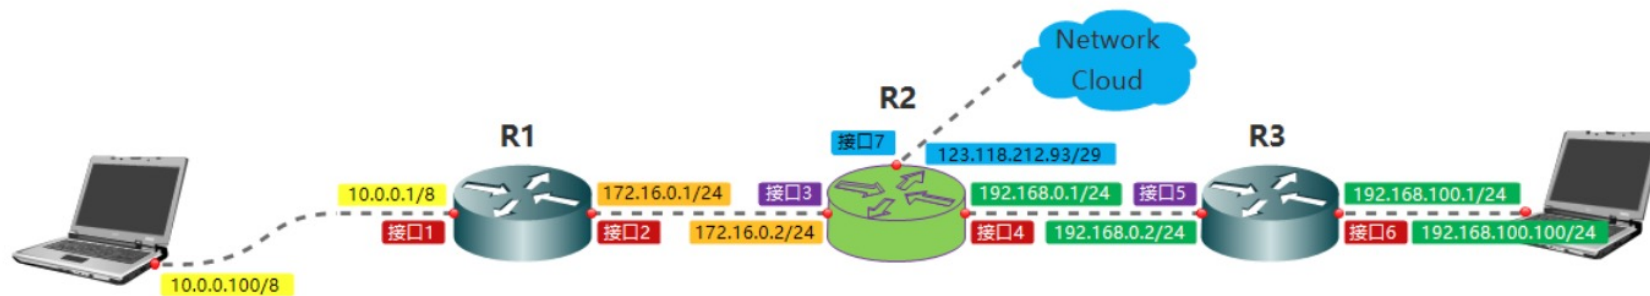 Network
Cloud
R2
R1
R3
接口7
123.118.212.93/29
10.0.0.1/8
172.16.0.1/24
接口3
192.168.0.1/24
接口5
192.168.100.1/24
接口1
接口2
172.16.0.2/24
接口4
192.168.0.2/24
接口6
192.168.100.100/24
10.0.0.100/8